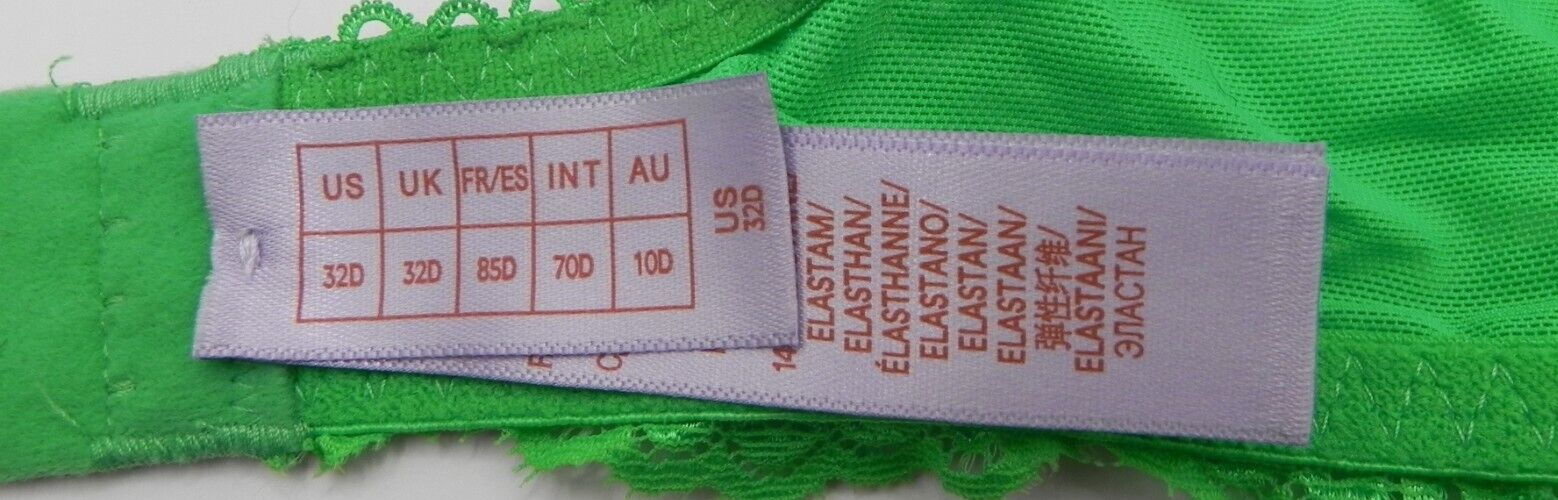 US UK FR/ES INT AU
32D 32D 85D 70D 10D
US
32D
14
ELASTAM/
ELASTHAN/
ÉLASTHANNE/
ELASTANO/
ELASTAN/
ELASTAAN/
弹性纤维/
ELASTAANI/
ЭЛАСТАН